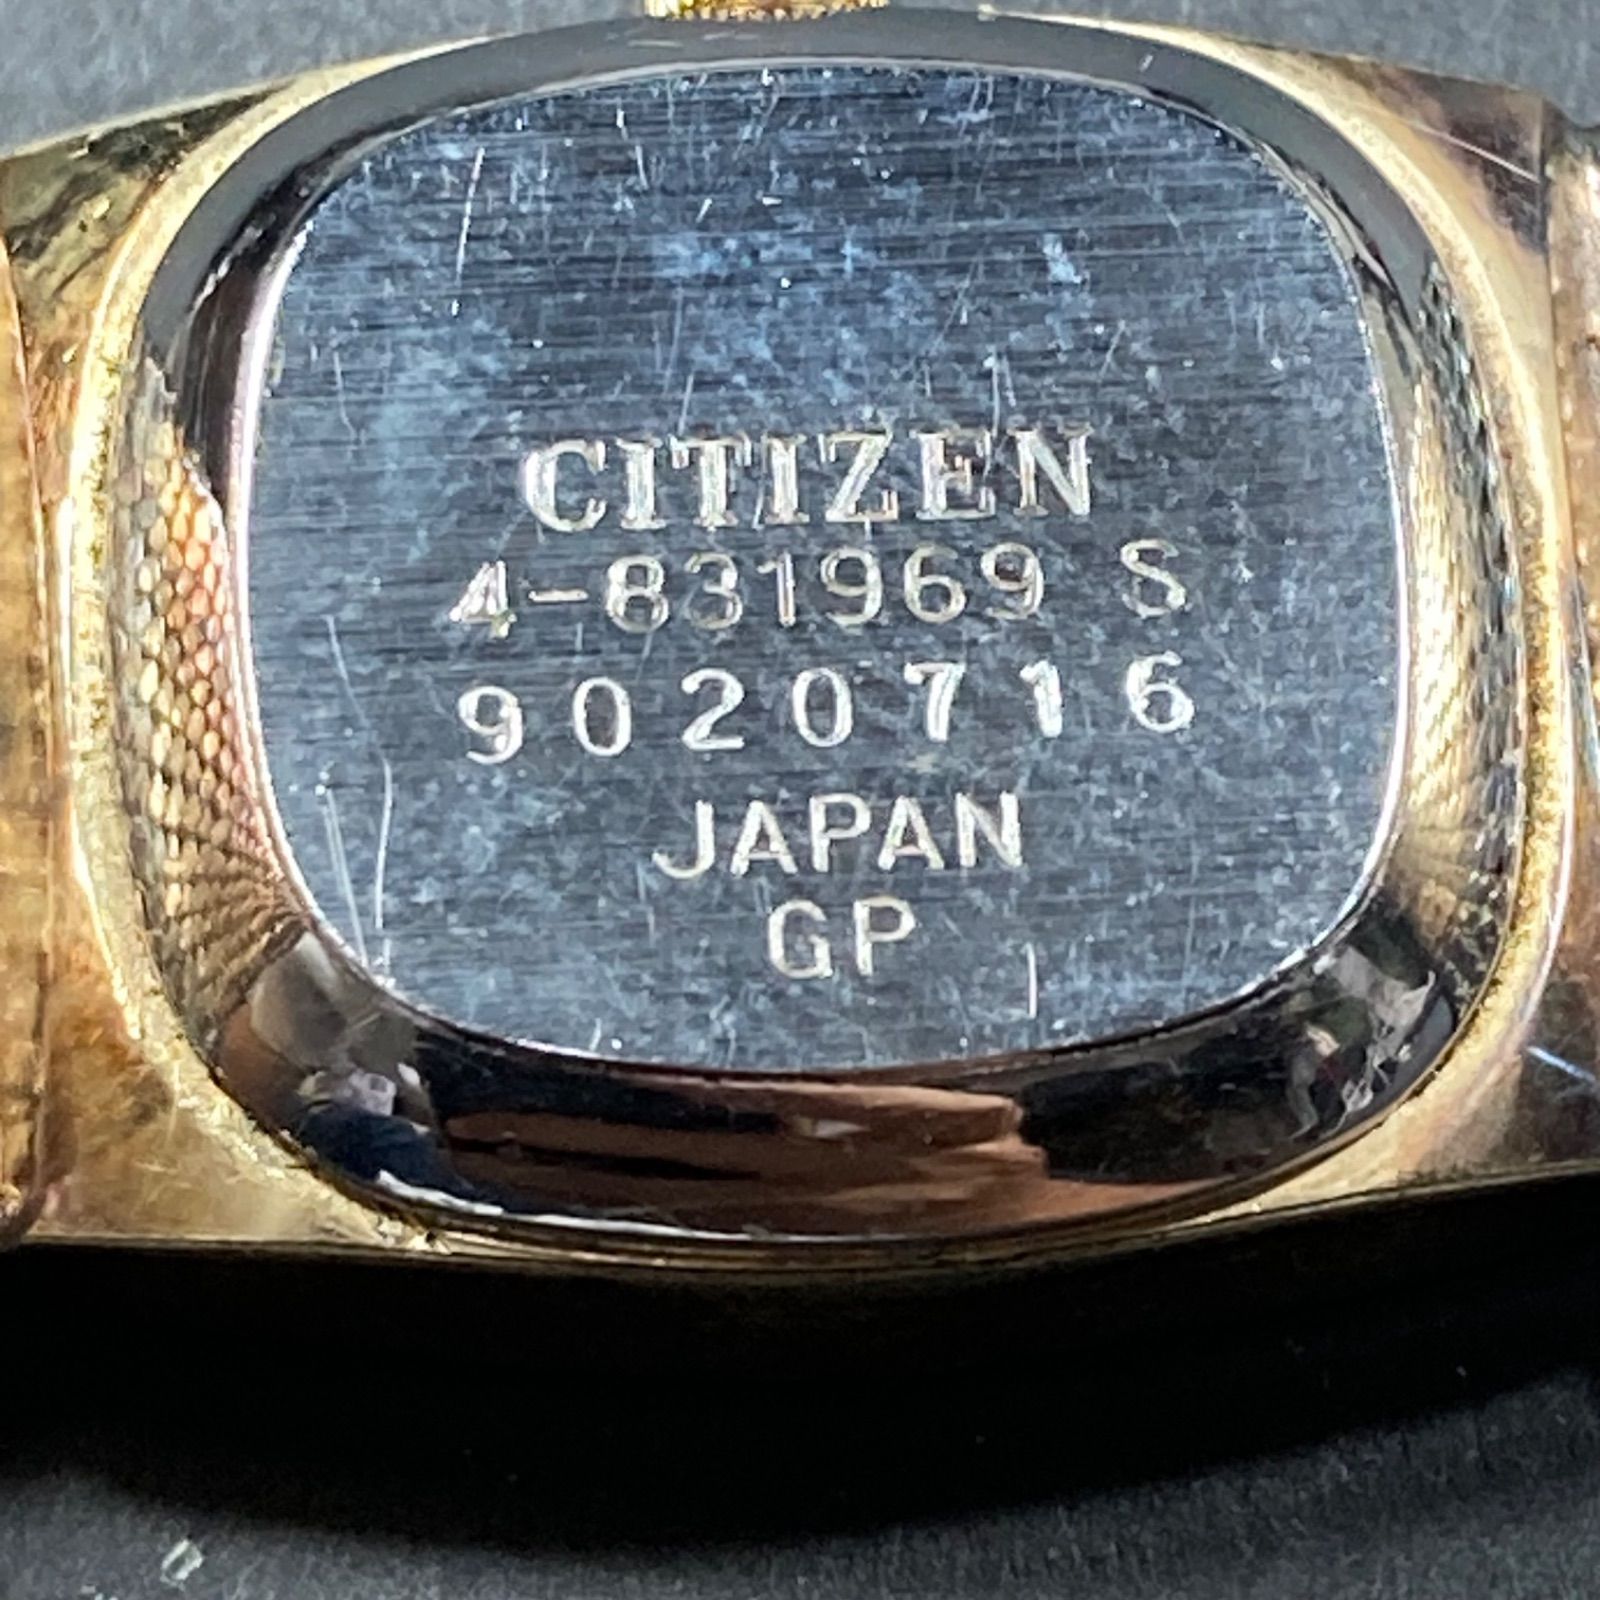 CITIZEN
4-831969 S
9020716
JAPAN
GP